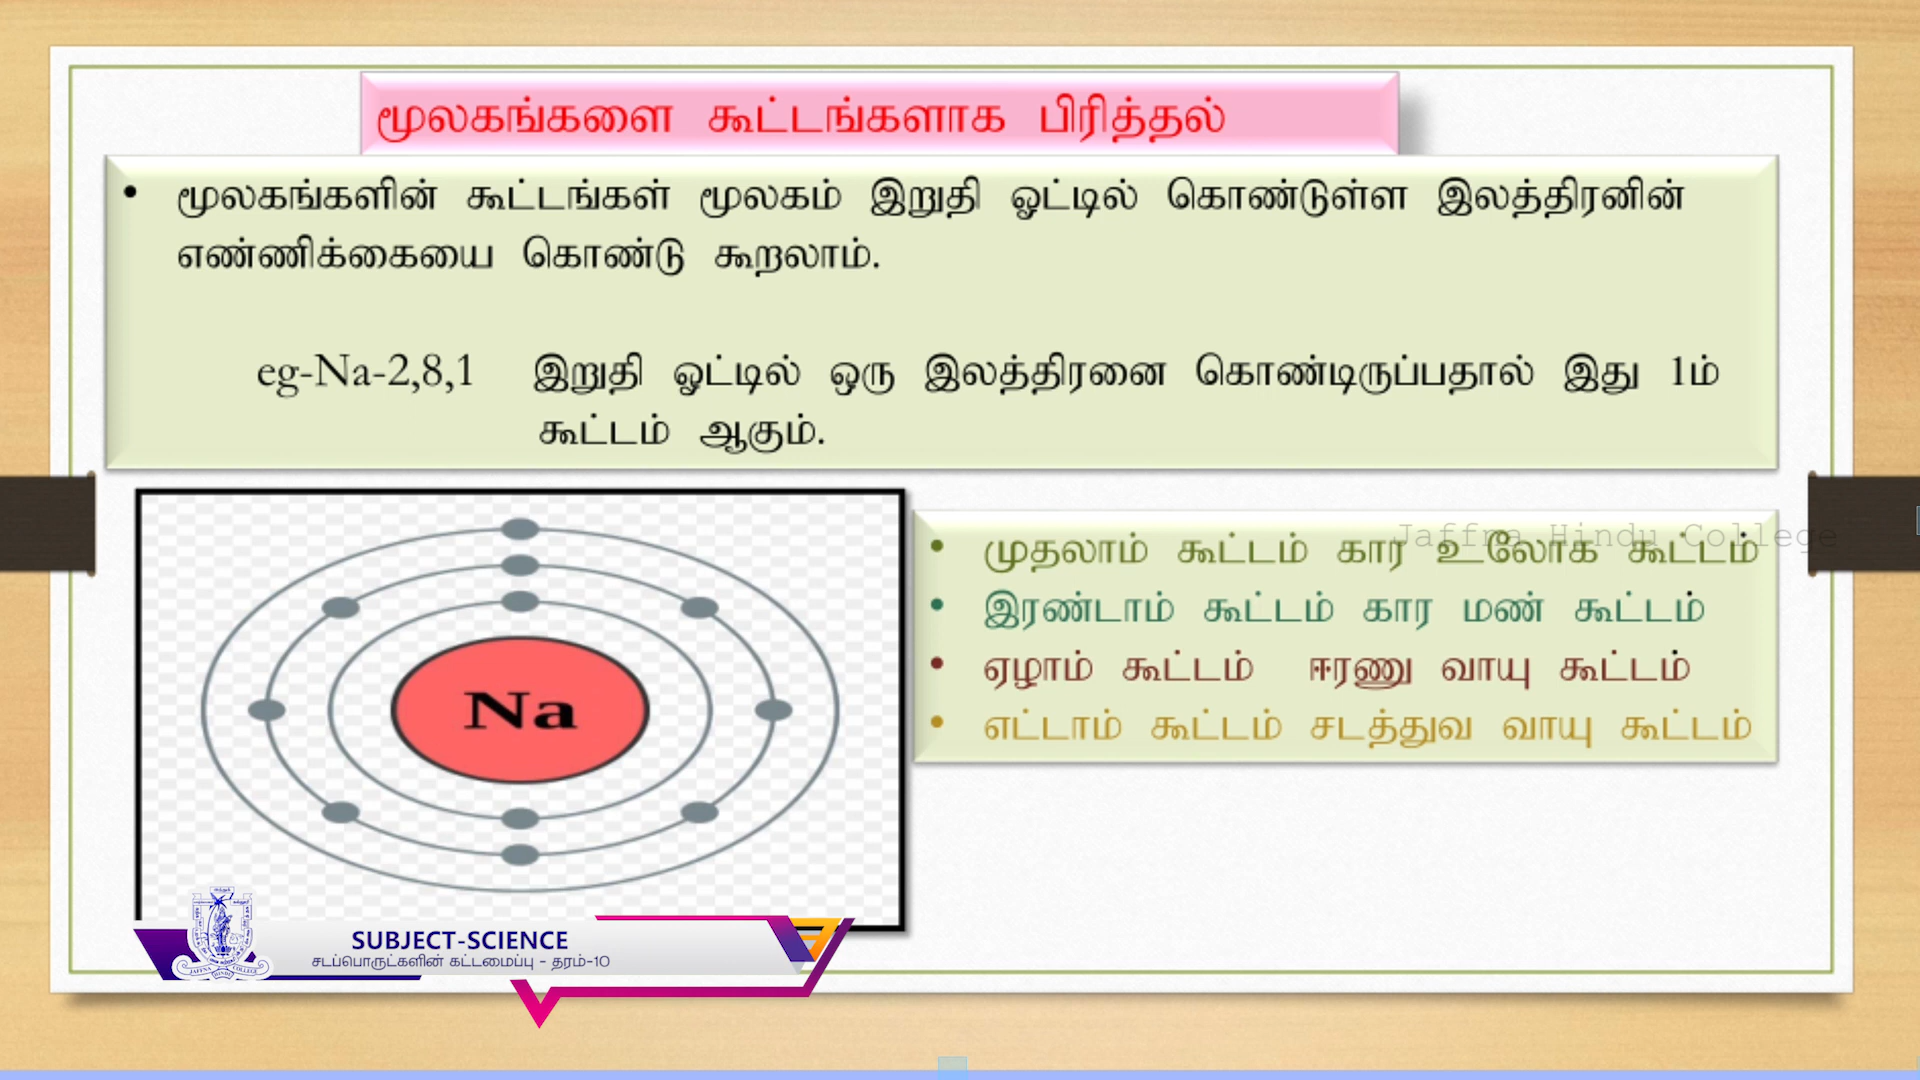 மூலகங்களை கூட்டங்களாக பிரித்தல்
• மூலகங்களின் கூட்டங்கள் மூலகம் இறுதி ஓட்டில் கொண்டுள்ள இலத்திரனின்
எண்ணிக்கையை கொண்டு கூறலாம்.
eg-Na-2,8,1 இறுதி ஓட்டில் ஒரு இலத்திரனை கொண்டிருப்பதால் இது 1ம்
கூட்டம் ஆகும்.
Na
Jaffna Hindu College
• முதலாம் கூட்டம் கார உலோக கூட்டம்
• இரண்டாம் கூட்டம் கார மண் கூட்டம்
• ஏழாம் கூட்டம் ஈரணு வாயு கூட்டம்
• எட்டாம் கூட்டம் சடத்துவ வாயு கூட்டம்
SUBJECT-SCIENCE
சடப்பொருட்களின் கட்டமைப்பு - தரம்-10
JAFFNA HINDU COLLEGE